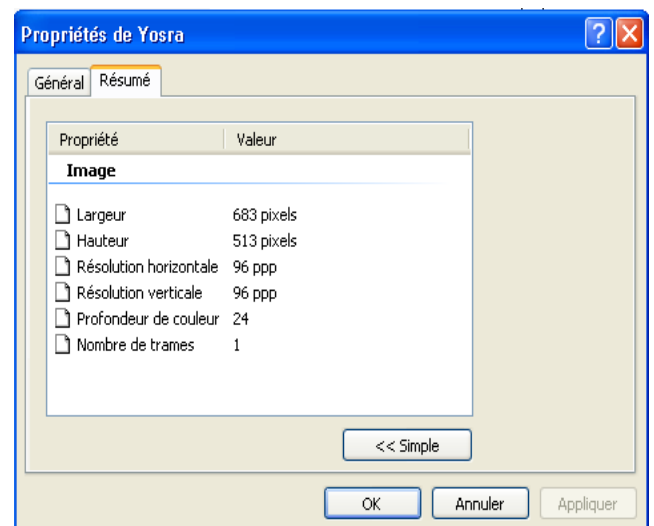 Propriétés de Yosra
Général Résumé
Propriété Valeur
Image
Largeur 683 pixels
Hauteur 513 pixels
Résolution horizontale 96 ppp
Résolution verticale 96 ppp
Profondeur de couleur 24
Nombre de trames 1
<< Simple
OK Annuler Appliquer